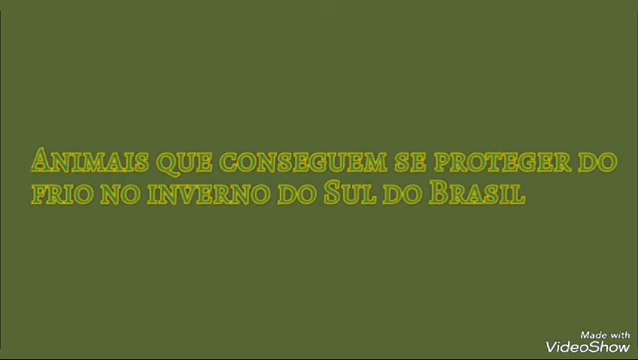 Animais que conseguem se proteger do
frio no inverno do Sul do Brasil
Made with
VideoShow